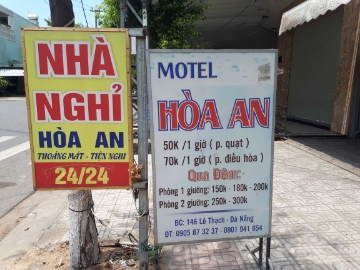 NHÀ
NGHỈ
HÒA AN
THOÁNG MÁT - TIỆN NGHI
24/24
MOTEL
HÒA AN
50K /1 giờ ( p. quạt )
70k /1 giờ ( p. điều hòa )
Qua Đêm:
Phòng 1 giường: 150k - 180k - 200k
Phòng 2 giường: 250k - 300k
ĐC: 146 Lê Thạch - Đà Nẵng
ĐT: 0905 87 32 37 - 0901 941 854